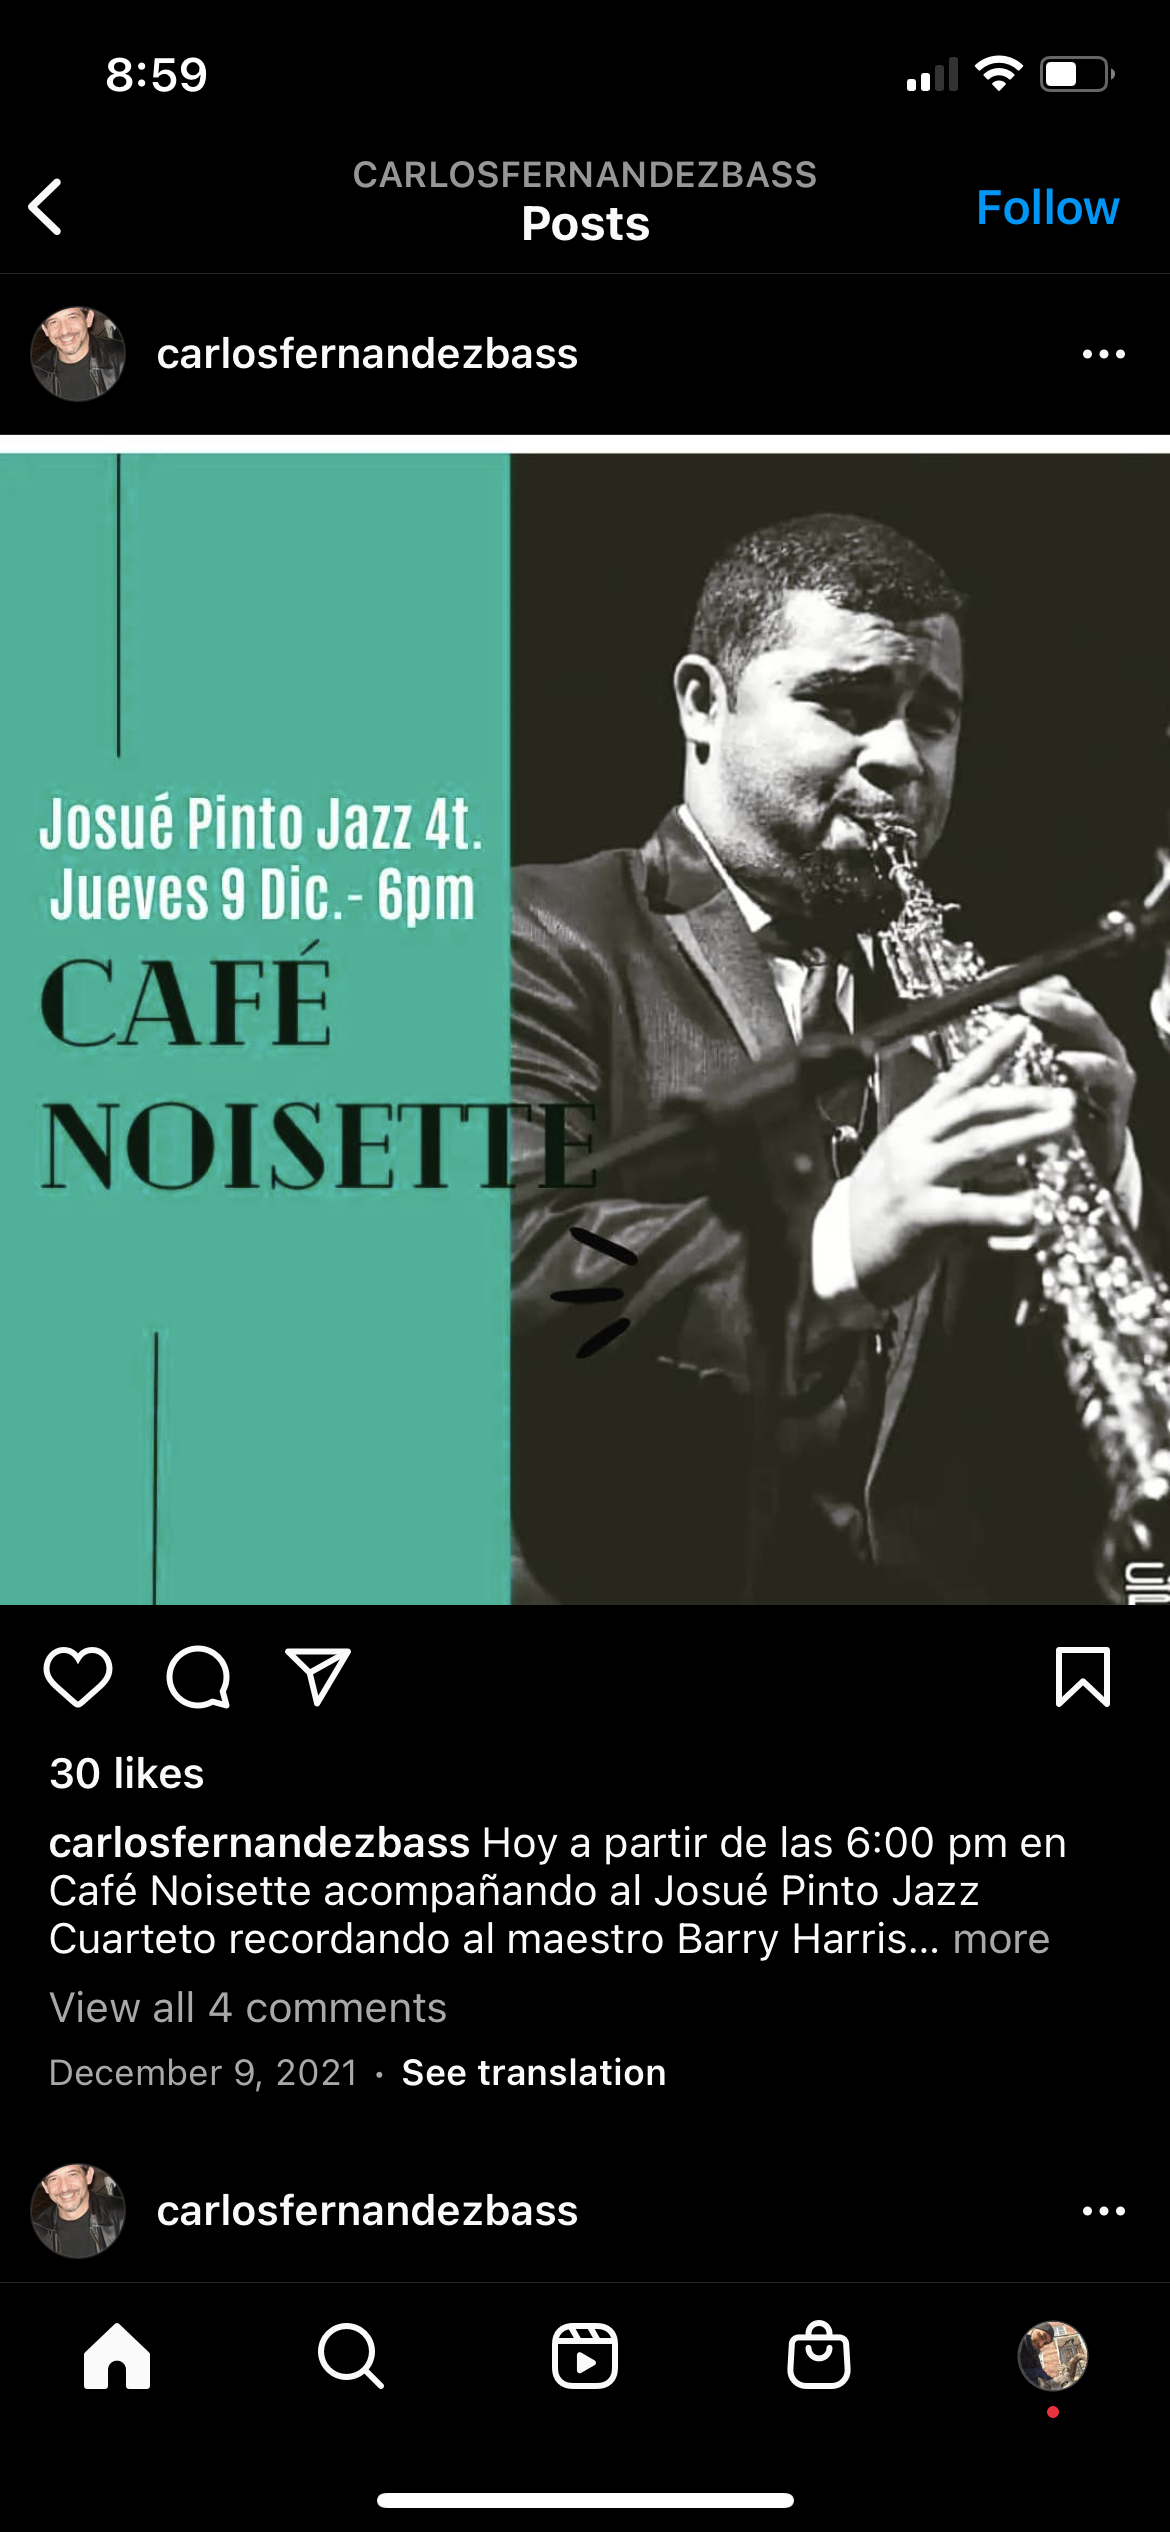 8:59
CARLOSFERNANDEZBASS
Posts
Follow
carlosfernandezbass
Josué Pinto Jazz 4t.
Jueves 9 Dic.- 6pm
CAFÉ
NOISETTE
30 likes
carlosfernandezbass Hoy a partir de las 6:00 pm en
Café Noisette acompañando al Josué Pinto Jazz
Cuarteto recordando al maestro Barry Harris... more
View all 4 comments
December 9, 2021 · See translation
carlosfernandezbass